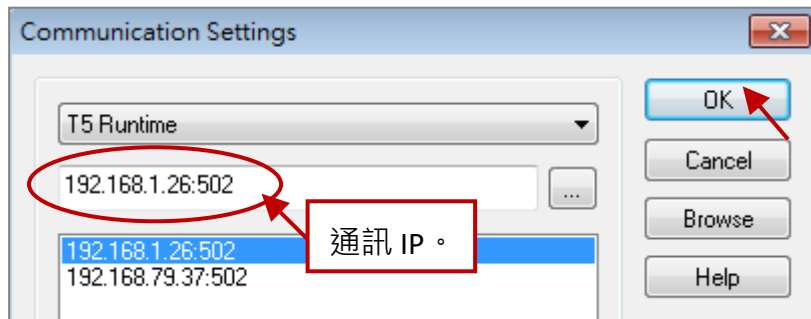 Communication Settings
T5 Runtime
OK
192.168.1.26:502
...
Cancel
通訊 IP。
Browse
192.168.1.26:502
192.168.79.37:502
Help